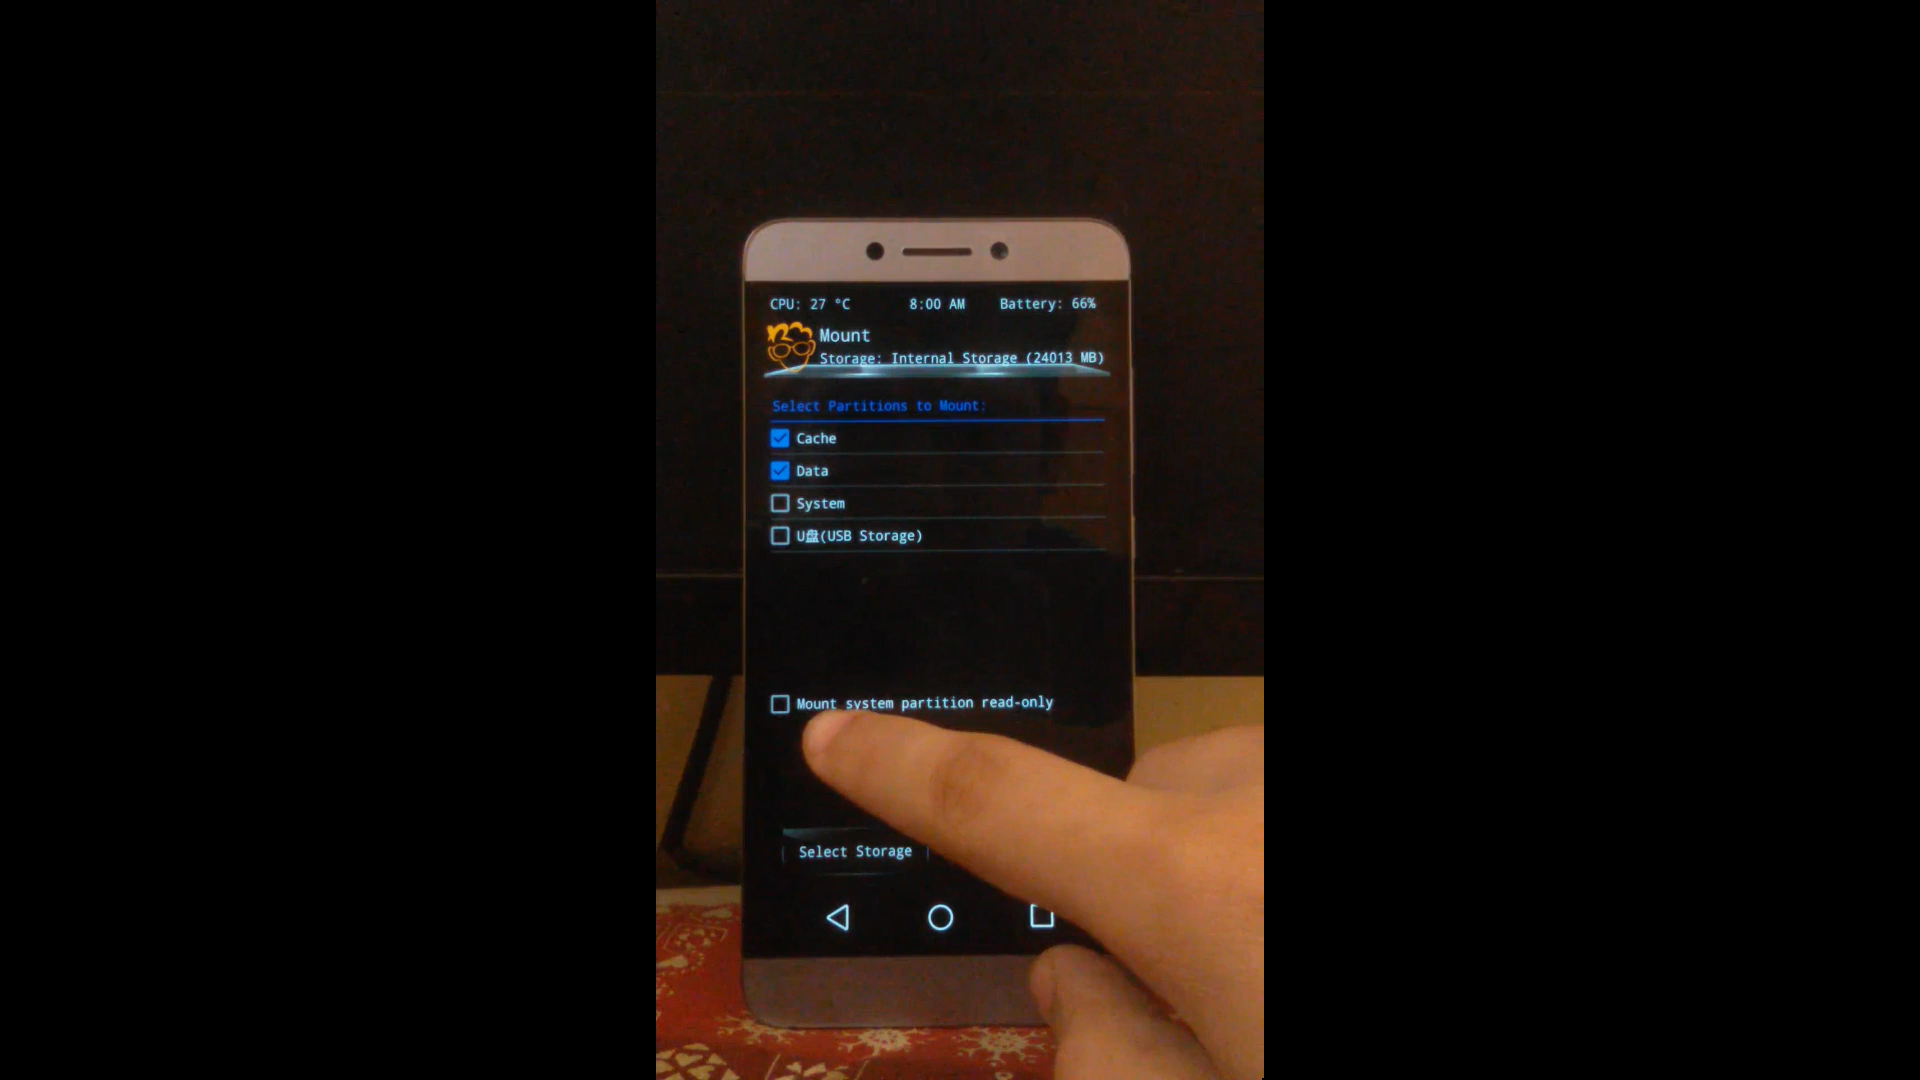 CPU: 27 °C 8:00 AM Battery: 66%
Mount
Storage: Internal Storage (24013 MB)
Select Partitions to Mount:
Cache
Data
System
U盘(USB Storage)
Mount system partition read-only
Select Storage